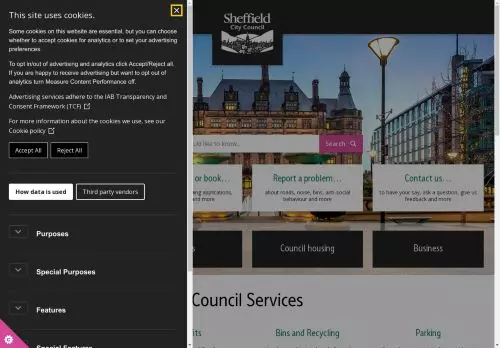 This site uses cookies.
Some cookies on this website are essential, but you can choose
whether to accept cookies for analytics or to set your advertising
preferences.
To opt in/out of advertising and analytics click Accept/Reject all.
If you are happy to receive advertising but want to opt out of
analytics turn Measure Content Performance off.
Advertising services adhere to the IAB Transparency and
Consent Framework (TCF)
For more information about the cookies we use, see our
Cookie policy
Accept All
Reject All
How data is used
Third party vendors
Purposes
Special Purposes
Features
Special Features
Sheffield
City Council
like to know...
Search
or book...
ing applications,
and more
Report a problem...
about roads, noise, bins, anti-social
behaviour and more
Contact us...
to have your say, ask a question, give us
feedback and more
Council housing
Business
Council Services
Bins and Recycling
Parking